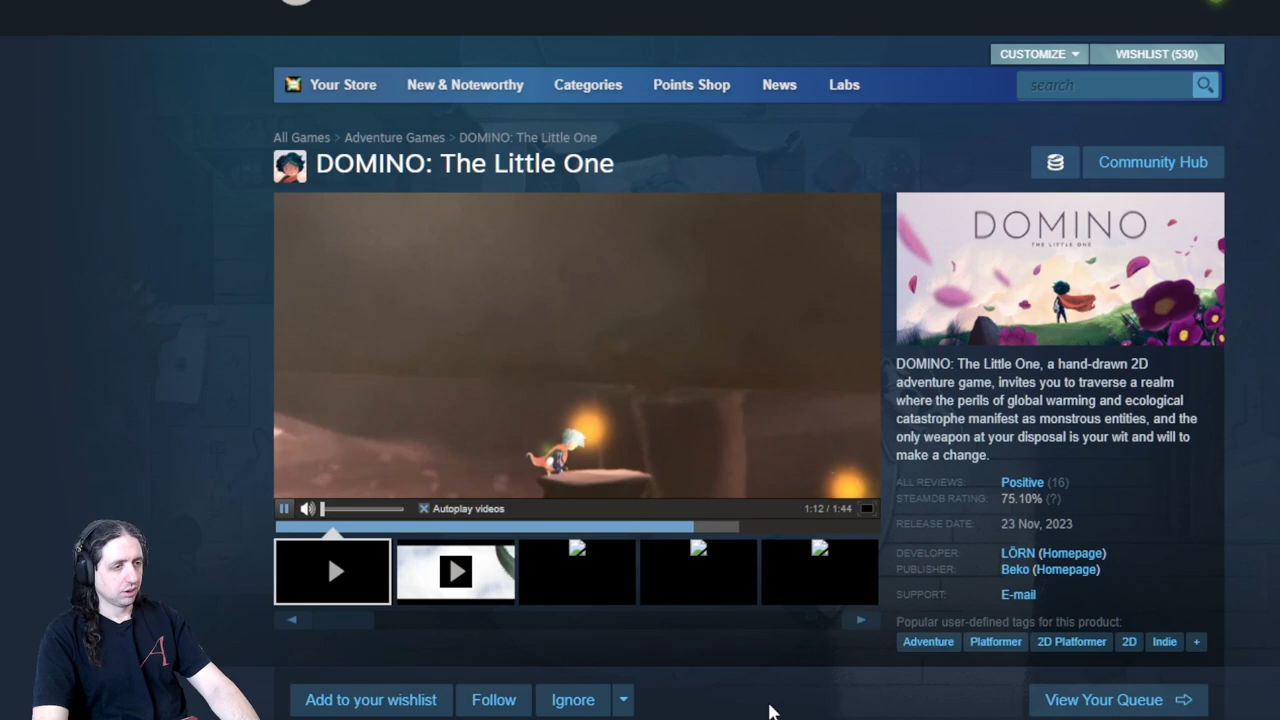 CUSTOMIZE
WISHLIST (530)
Your Store
New & Noteworthy
Categories
Points Shop
News
Labs
search
All Games > Adventure Games > DOMINO: The Little One
DOMINO: The Little One
Community Hub
DOMINO
THE LITTLE ONE
DOMINO: The Little One, a hand-drawn 2D
adventure game, invites you to traverse a realm
where the perils of global warming and ecological
catastrophe manifest as monstrous entities, and the
only weapon at your disposal is your wit and will to
make a change.
ALL REVIEWS: Positive (16)
STEAMDB RATING: 75.10% (?)
RELEASE DATE: 23 Nov, 2023
DEVELOPER: LÕRN (Homepage)
PUBLISHER: Beko (Homepage)
SUPPORT: E-mail
Popular user-defined tags for this product:
Adventure Platformer 2D Platformer 2D Indie +
Autoplay videos
1:12 / 1:44
Add to your wishlist
Follow
Ignore
View Your Queue